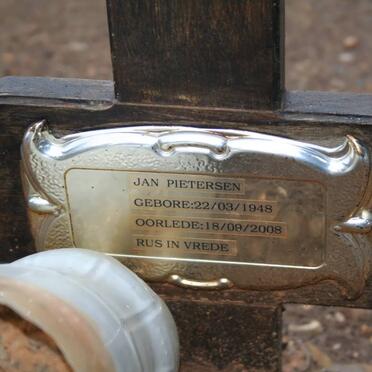 JAN PIETERSEN
GEBORE:22/03/1948
OORLEDE:18/09/2008
RUS IN VREDE